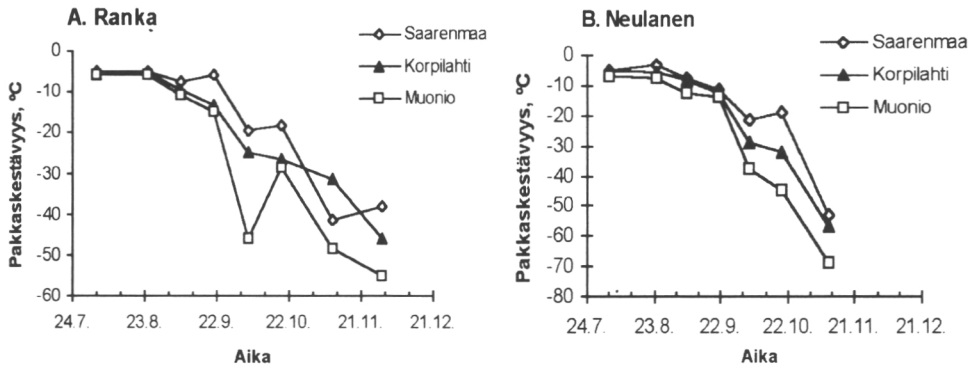 A. Ranka
Saarenmaa
Korpilahti
Muonio
Pakkaskestävyys, ºC
0
-10
-20
-30
-40
-50
-60
24.7.
23.8.
22.9.
22.10.
21.11.
21.12.
Aika
B. Neulanen
Saarenmaa
Korpilahti
Muonio
Pakkaskestävyys, ºC
0
-10
-20
-30
-40
-50
-60
-70
-80
24.7.
23.8.
22.9.
22.10.
21.11.
21.12.
Aika